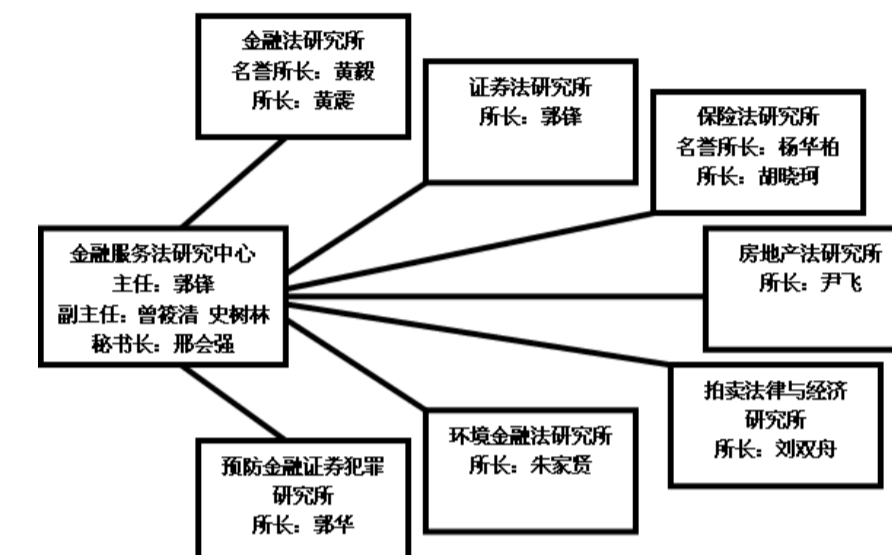 金融法研究所
名誉所长：黄毅
所长：黄震
证券法研究所
所长：郭锋
保险法研究所
名誉所长：杨华柏
所长：胡晓珂
金融服务法研究中心
主任：郭锋
副主任：曾筱清 史树林
秘书长：邢会强
房地产法研究所
所长：尹飞
拍卖法律与经济
研究所
所长：刘双舟
环境金融法研究所
所长：朱家贤
预防金融证券犯罪
研究所
所长：郭华